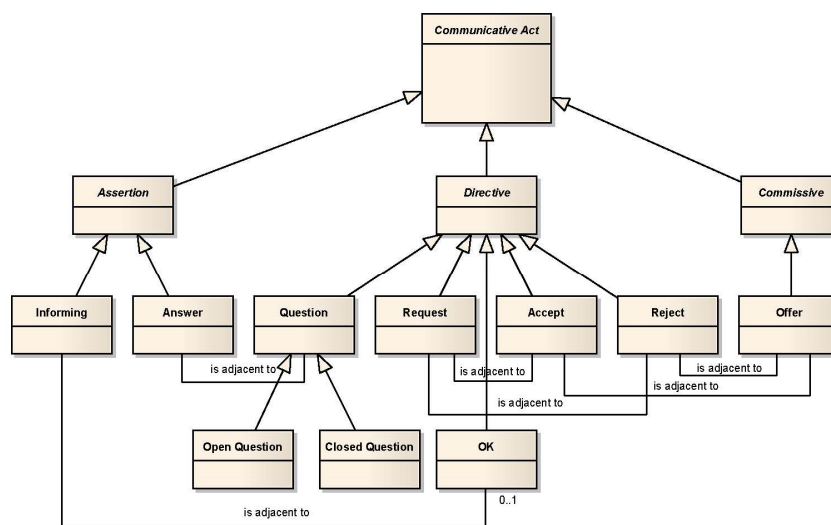 Communicative Act
Assertion
Directive
Commissive
Informing
Answer
Question
Request
Accept
Reject
Offer
is adjacent to
is adjacent to
is adjacent to
is adjacent to
is adjacent to
Open Question
Closed Question
OK
0..1
is adjacent to